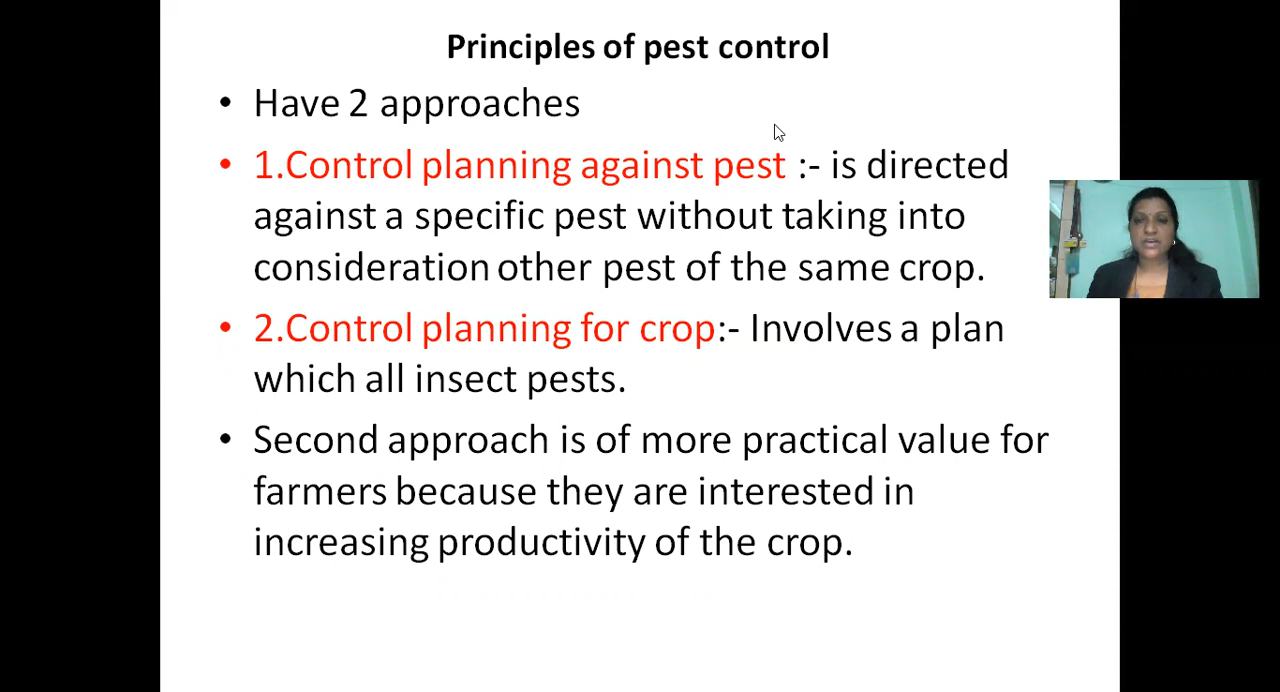 Principles of pest control
• Have 2 approaches
• 1.Control planning against pest :- is directed
against a specific pest without taking into
consideration other pest of the same crop.
• 2.Control planning for crop:- Involves a plan
which all insect pests.
• Second approach is of more practical value for
farmers because they are interested in
increasing productivity of the crop.